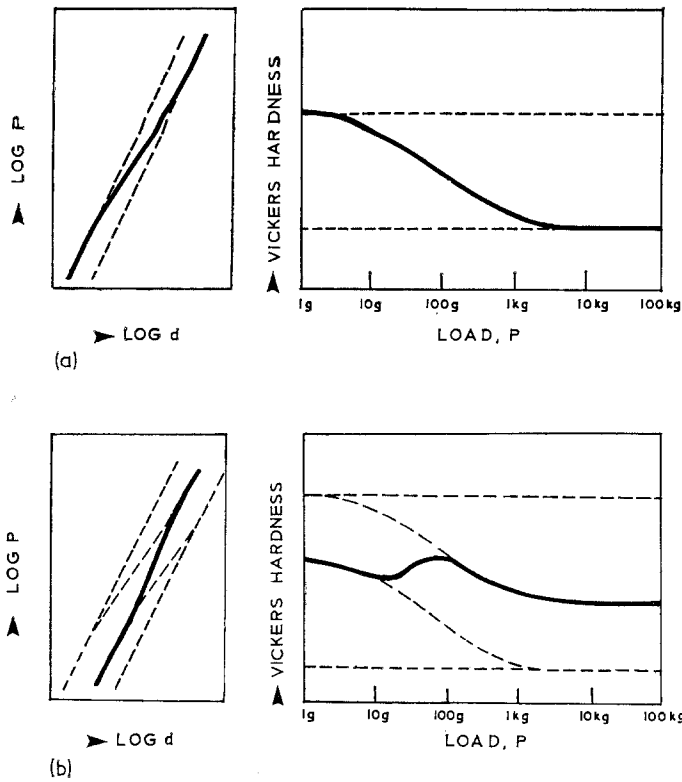 LOG P
LOG d
(a)
VICKERS HARDNESS
1g 10g 100g 1kg 10kg 100kg
LOAD, P
LOG P
LOG d
(b)
VICKERS HARDNESS
1g 10g 100g 1kg 10kg 100kg
LOAD, P